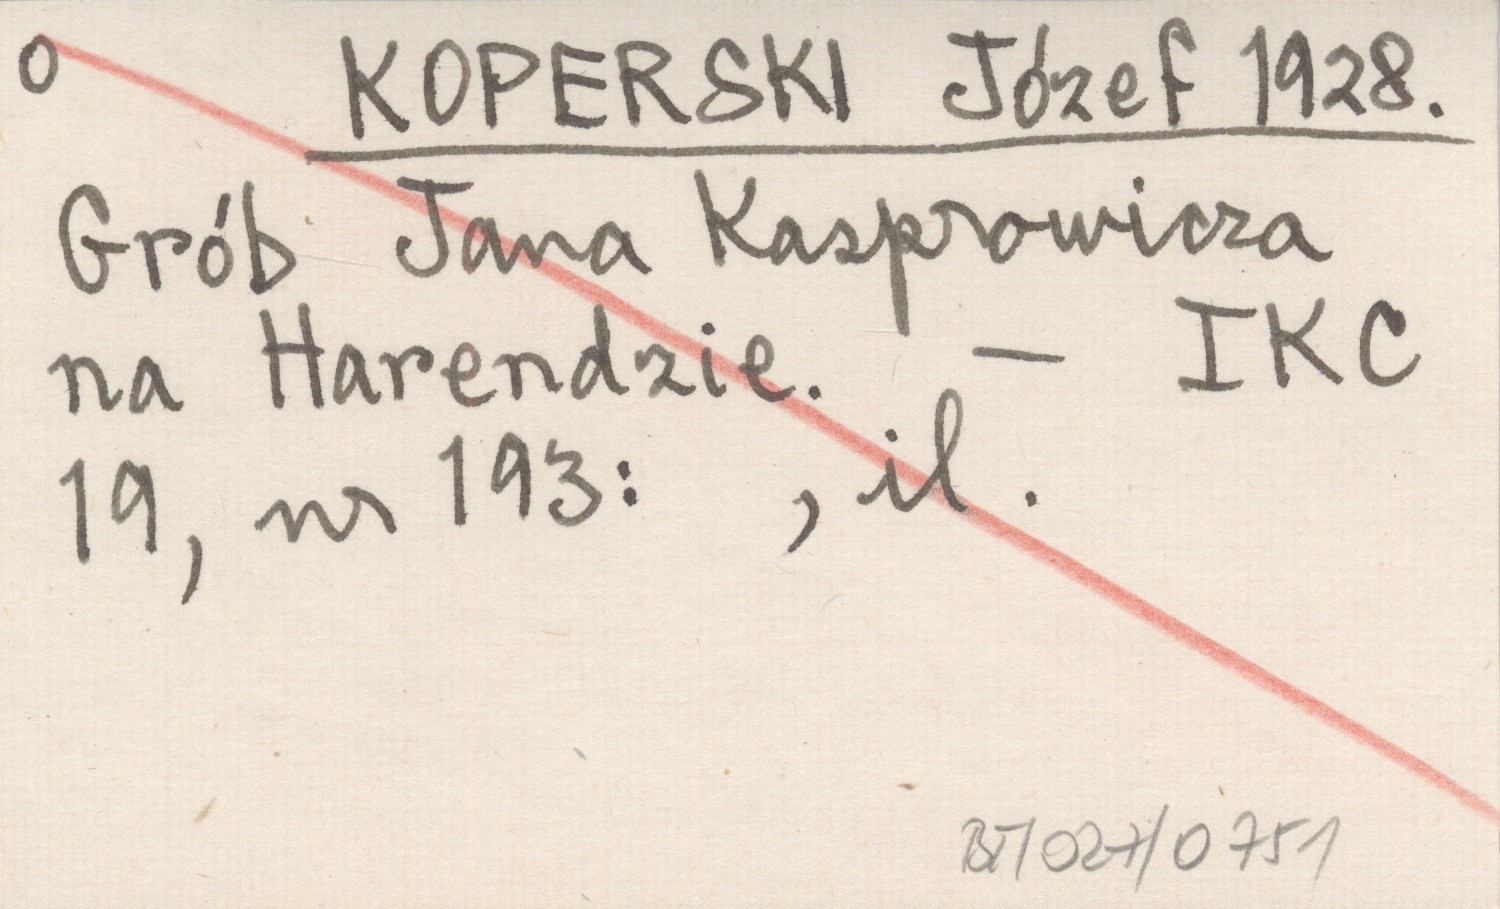 O KOPERSKI Józef 1928.
Grób Jana Kasprowicza
na Harendzie. — IKC
19, nr 193: , il.
BT/027/0751